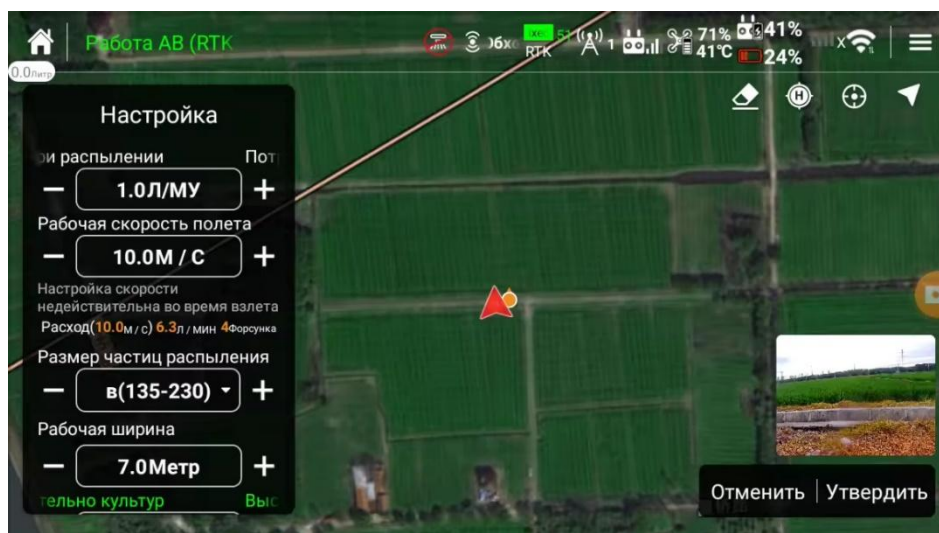 Работа АВ (RTK
)6x
RTK
51
1
71%
41℃
41%
24%
x
0.0Литр
Настройка
ри распылении Пот
− 1.0Л/МУ +
Рабочая скорость полета
− 10.0М / С +
Настройка скорости
недействительна во время взлета
Расход(10.0м/с) 6.3л / мин 4Форсунка
Размер частиц распыления
− в(135-230) +
Рабочая ширина
− 7.0Метр +
тельно культур Выс
H
Отменить | Утвердить